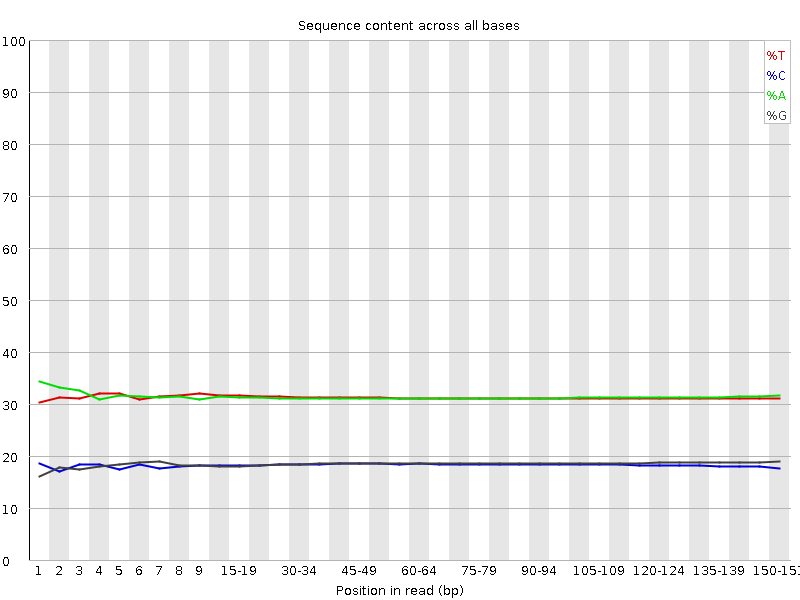 Sequence content across all bases
100
90
80
70
60
50
40
30
20
10
0
%T
%C
%A
%G
1 2 3 4 5 6 7 8 9 15-19 30-34 45-49 60-64 75-79 90-94 105-109 120-124 135-139 150-151
Position in read (bp)